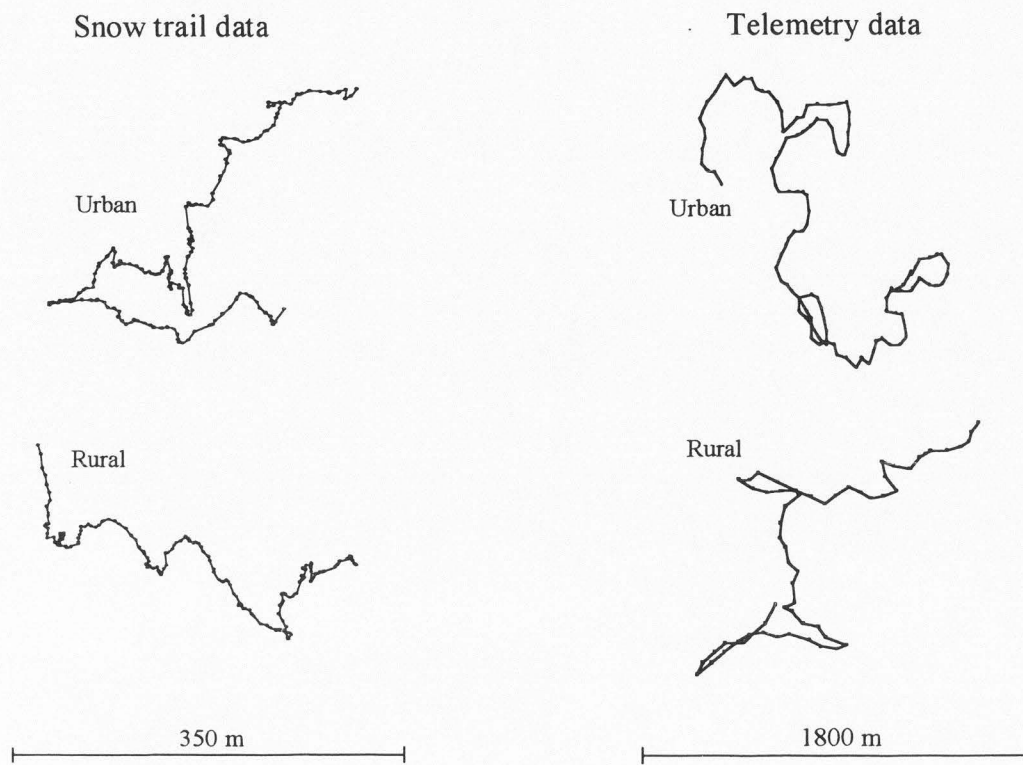 Snow trail data
Telemetry data
Urban
Urban
Rural
Rural
350 m
1800 m